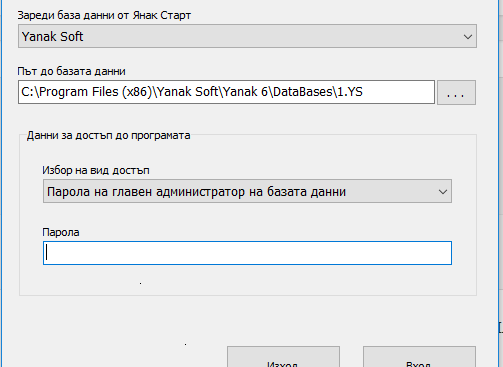 Зареди база данни от Янак Старт
Yanak Soft
Път до базата данни
C:\Program Files (x86)\Yanak Soft\Yanak 6\DataBases\1.YS
...
Данни за достъп до програмата
Избор на вид достъп
Парола на главен администратор на базата данни
Парола
Изход
Вход